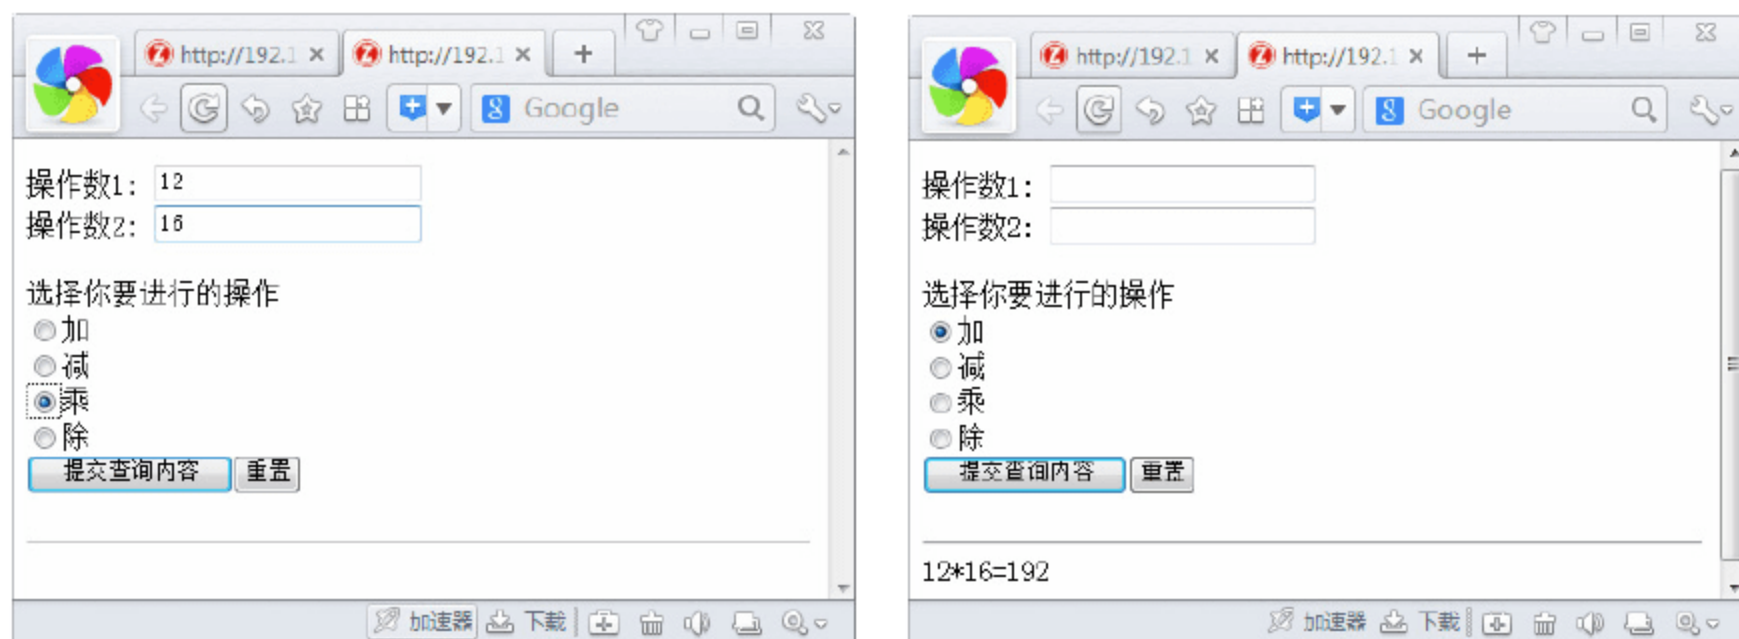 http://192.1 http://192.1
Google
操作数1: 12
操作数2: 16
选择你要进行的操作
加
减
乘
除
提交查询内容 重置
加速器 下载
http://192.1 http://192.1
Google
操作数1:
操作数2:
选择你要进行的操作
加
减
乘
除
提交查询内容 重置
12*16=192
加速器 下载